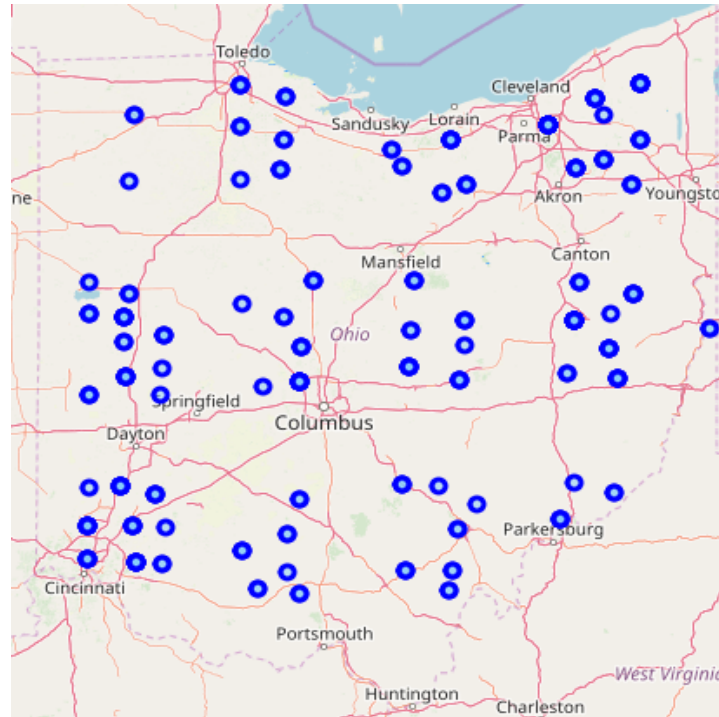 Toledo
Cleveland
Sandusky
Lorain
Parma
ne
Akron
Youngsto
Mansfield
Canton
Ohio
Springfield
Columbus
Dayton
Parkersburg
Cincinnati
Portsmouth
West Virginia
Huntington
Charleston